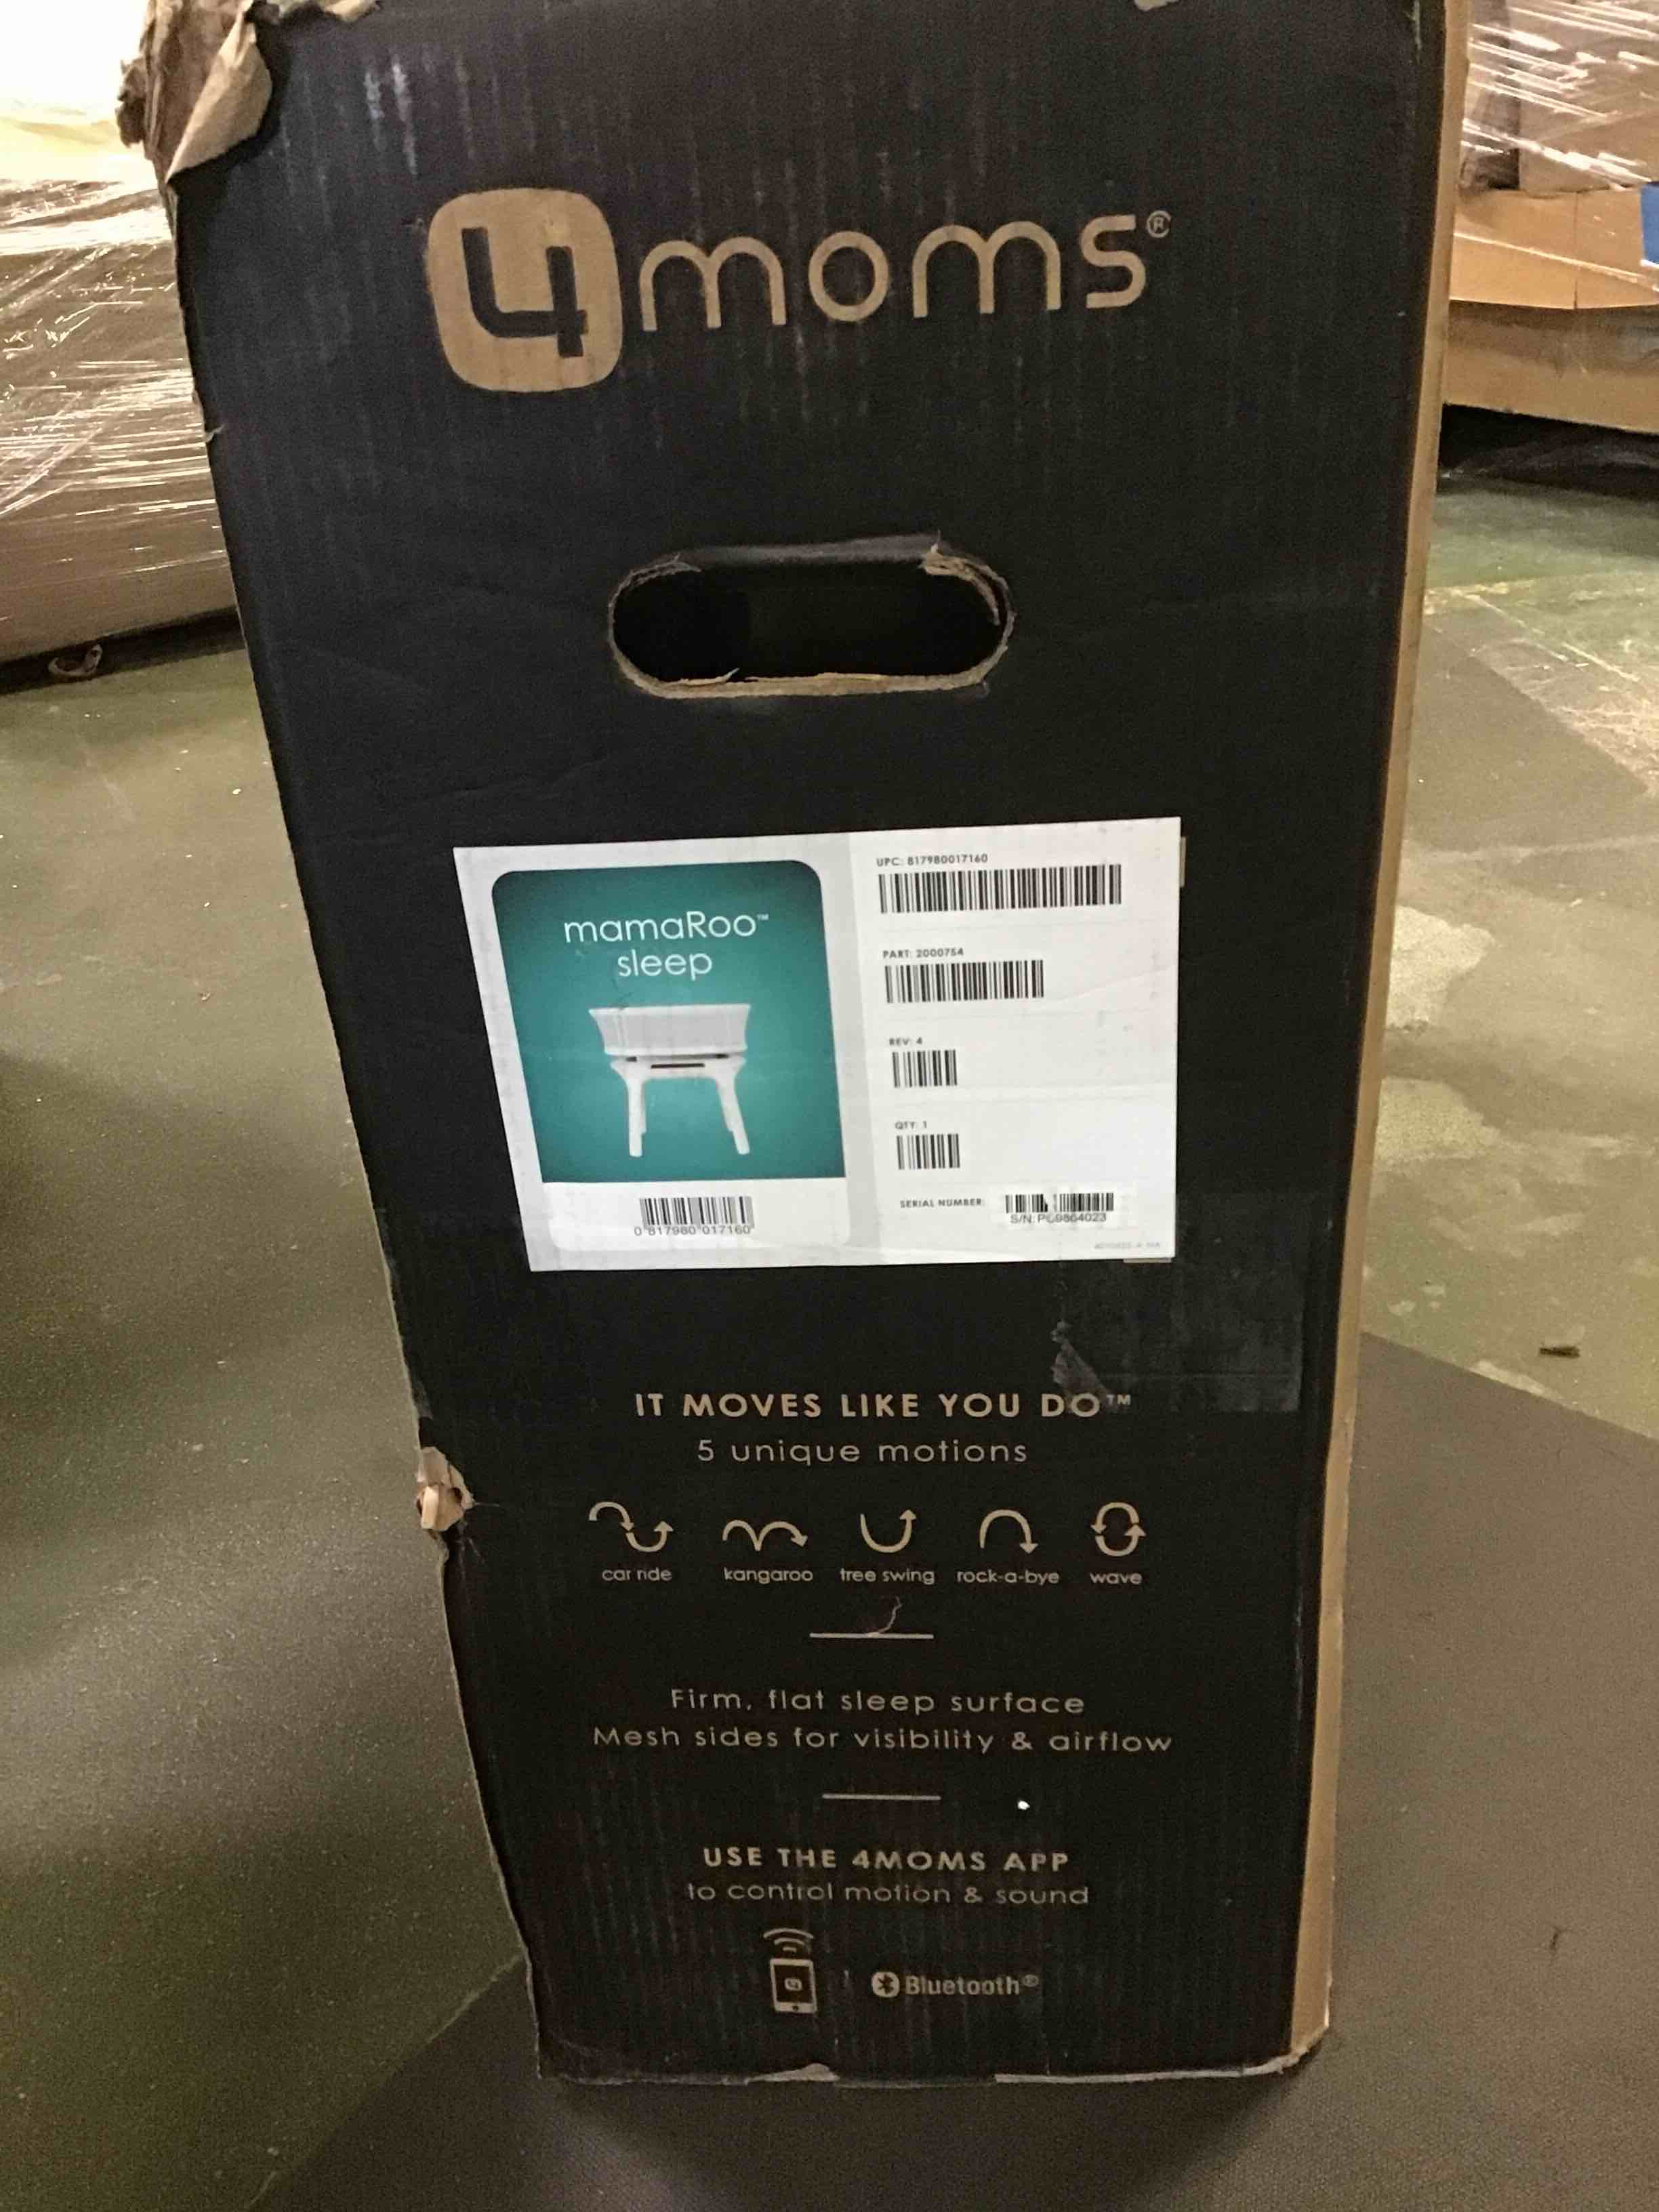 4moms®
UPC: 817980017160
mamaRoo™
sleep
PART: 2000754
REV: 4
QTY: 1
SERIAL NUMBER:
0 817980 017160
IT MOVES LIKE YOU DO™
5 unique motions
car ride kangaroo tree swing rock-a-bye wave
Firm, flat sleep surface
Mesh sides for visibility & airflow
USE THE 4MOMS APP
to control motion & sound
Bluetooth®